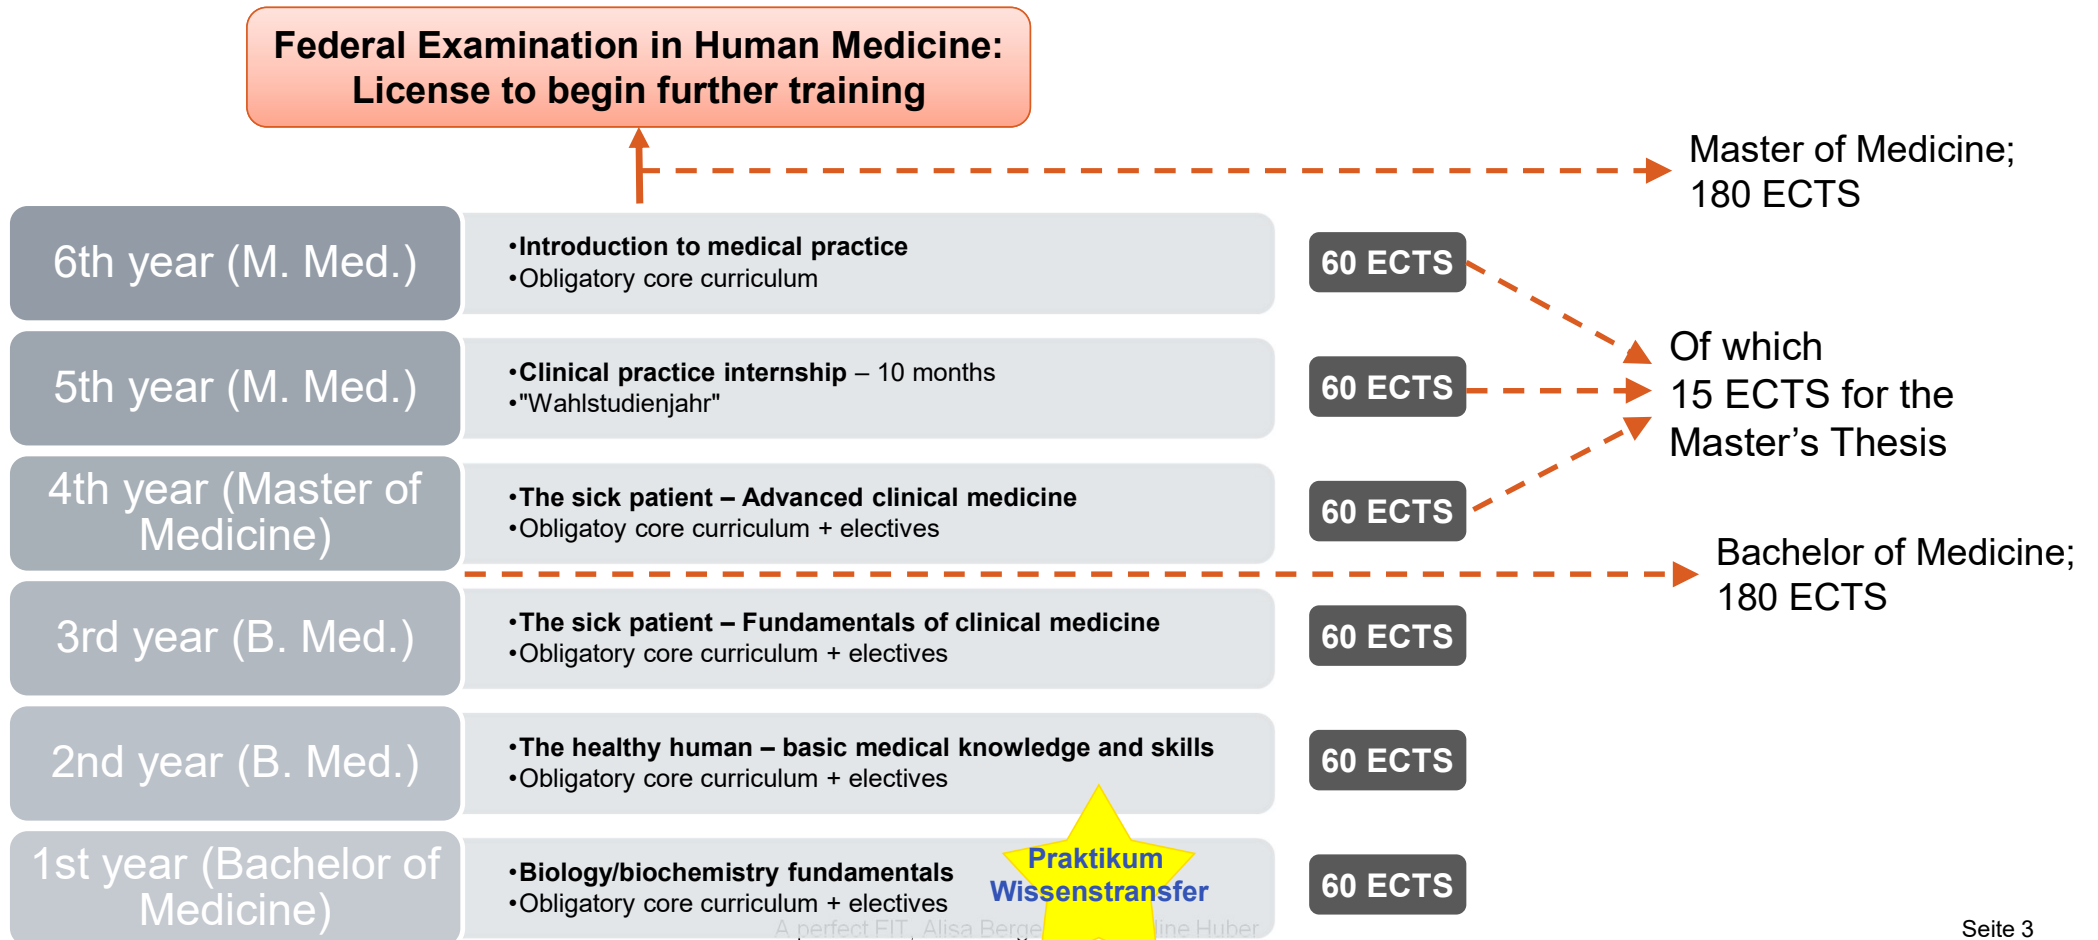 Federal Examination in Human Medicine:
License to begin further training
Master of Medicine;
180 ECTS
6th year (M. Med.)
•Introduction to medical practice
•Obligatory core curriculum
60 ECTS
5th year (M. Med.)
•Clinical practice internship – 10 months
•"Wahlstudienjahr"
60 ECTS
Of which
15 ECTS for the
Master's Thesis
4th year (Master of
Medicine)
•The sick patient – Advanced clinical medicine
•Obligatoy core curriculum + electives
60 ECTS
Bachelor of Medicine;
180 ECTS
3rd year (B. Med.)
•The sick patient – Fundamentals of clinical medicine
•Obligatory core curriculum + electives
60 ECTS
2nd year (B. Med.)
•The healthy human – basic medical knowledge and skills
•Obligatory core curriculum + electives
60 ECTS
1st year (Bachelor of
Medicine)
•Biology/biochemistry fundamentals
•Obligatory core curriculum + electives
Praktikum
Wissenstransfer
60 ECTS
A perfect FIT, Alisa Huber
Seite 3